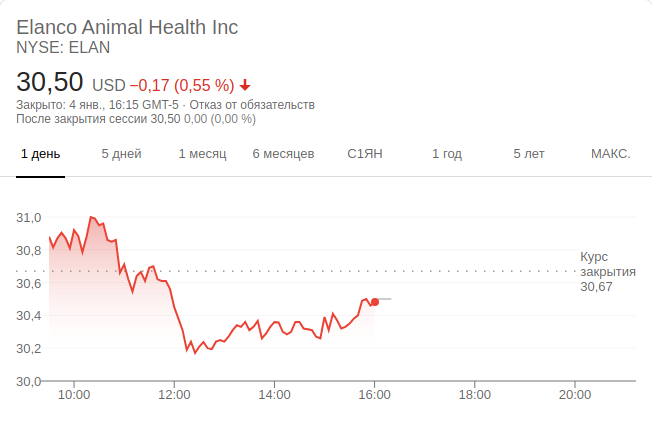 Elanco Animal Health Inc
NYSE: ELAN
30,50 USD −0,17 (0,55 %)
Закрыто: 4 янв., 16:15 GMT-5 · Отказ от обязательств
После закрытия сессии 30,50 0,00 (0,00 %)
1 день 5 дней 1 месяц 6 месяцев С1ЯН 1 год 5 лет МАКС.
31,0
30,8
Курс
закрытия
30,67
30,6
30,4
30,2
30,0
10:00 12:00 14:00 16:00 18:00 20:00